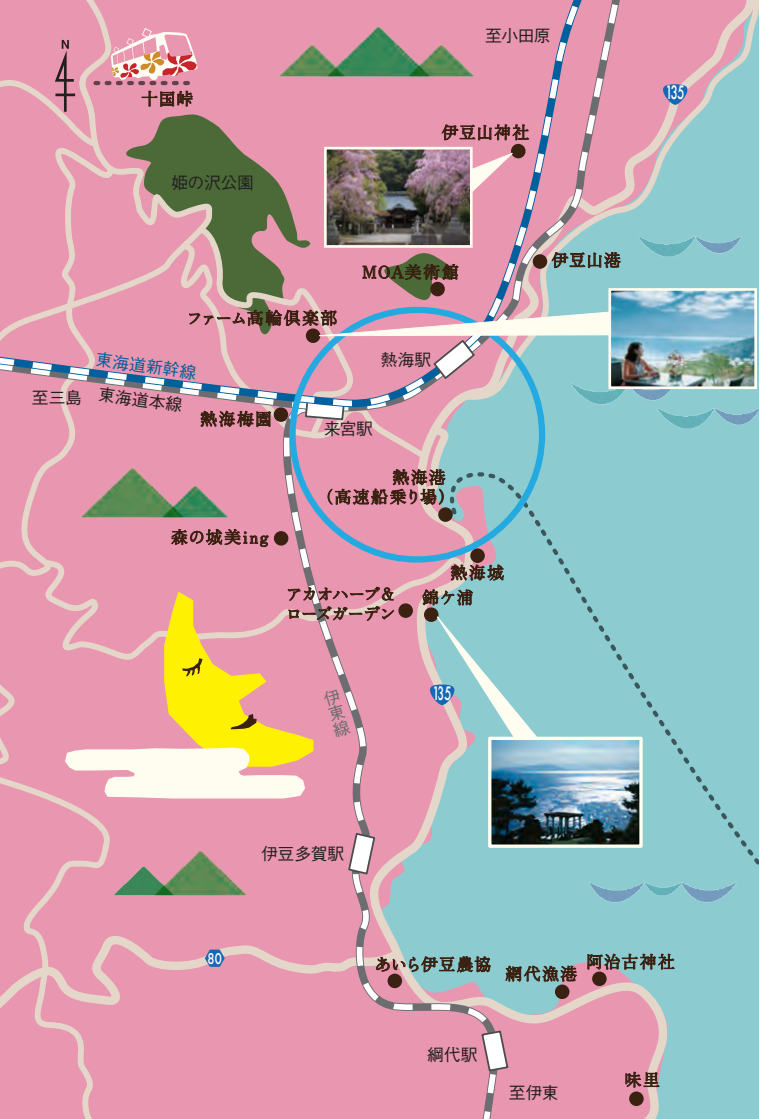 至小田原
N
十国峠
135
伊豆山神社
姫の沢公園
伊豆山港
MOA美術館
ファーム高輪倶楽部
熱海駅
東海道新幹線
至三島
東海道本線
熱海梅園
来宮駅
熱海港
（高速船乗り場）
森の城美ing
熱海城
アカオハーブ＆
ローズガーデン
錦ケ浦
135
伊東線
伊豆多賀駅
80
あいら伊豆農協
網代漁港
阿治古神社
網代駅
味里
至伊東